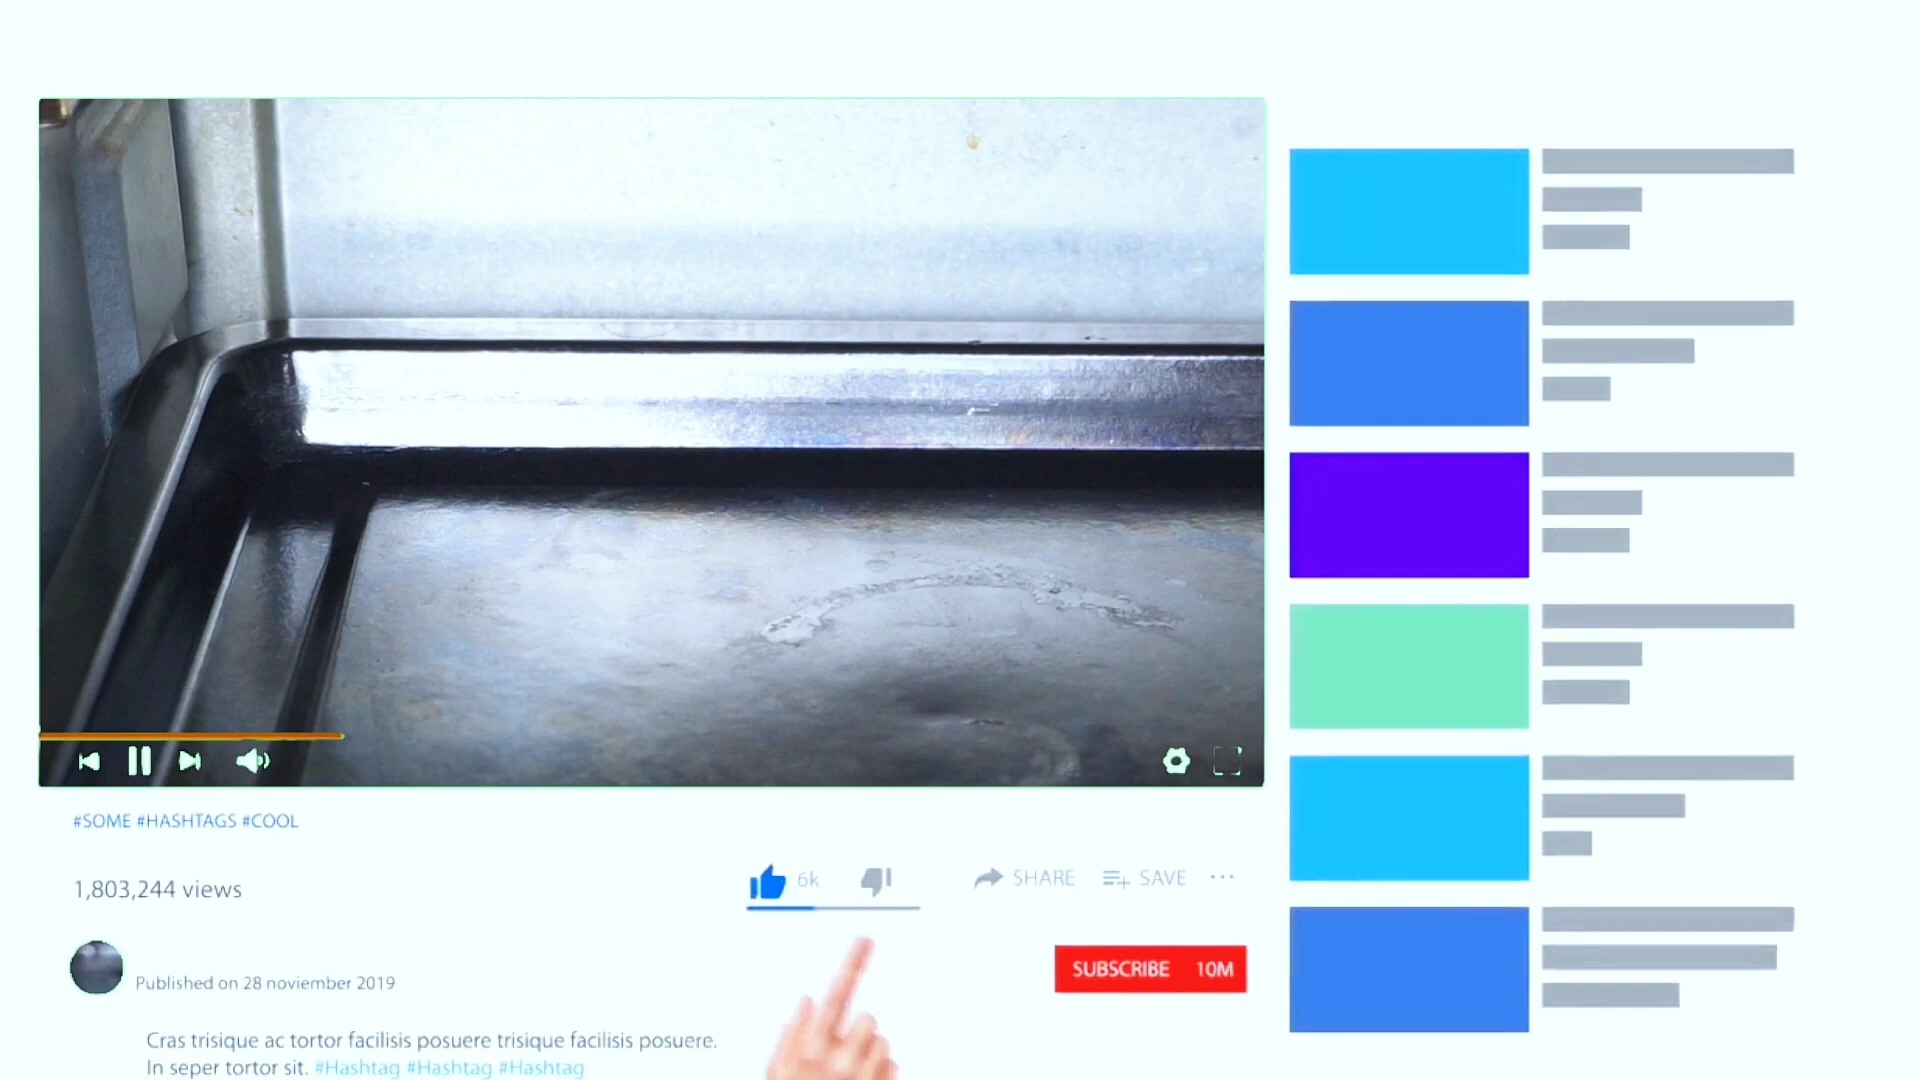 #SOME #HASHTAGS #COOL
1,803,244 views
6k
SHARE
SAVE
SUBSCRIBE 10M
Published on 28 noviember 2019
Cras trisique ac tortor facilisis posuere trisique facilisis posuere.
In seper tortor sit. #Hashtag #Hashtag #Hashtag